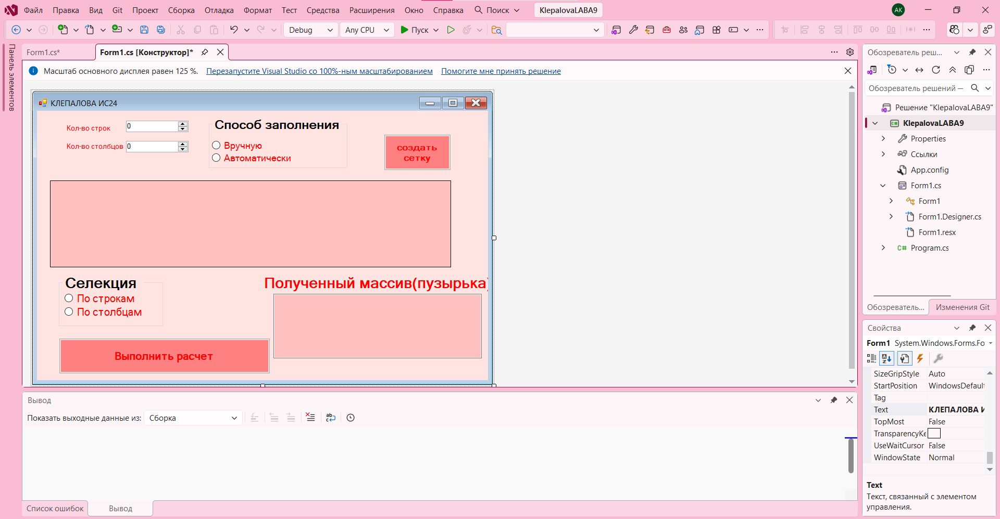 Файл Правка Вид Git Проект Сборка Отладка Формат Тест Средства Расширения Окно Справка Поиск KlepalovaLABA9 AK
Debug Any CPU Пуск
Панель элементов
Form1.cs* Form1.cs [Конструктор]*
Масштаб основного дисплея равен 125 %. Перезапустите Visual Studio со 100%-ным масштабированием Помогите мне принять решение
КЛЕПАЛОВА ИС24
Кол-во строк 0
Кол-во столбцов 0
Способ заполнения
Вручную
Автоматически
создать
сетку
Селекция
По строкам
По столбцам
Полученный массив(пузырька)
Выполнить расчет
Вывод
Показать выходные данные из: Сборка
Список ошибок Вывод
Обозреватель реш...
Обозреватель решений —
Решение "KlepalovaLABA9"
KlepalovaLABA9
Properties
Ссылки
App.config
Form1.cs
Form1
Form1.Designer.cs
Form1.resx
C# Program.cs
Обозреватель... Изменения Git
Свойства
Form1 System.Windows.Forms.Fo
SizeGripStyle Auto
StartPosition WindowsDefault
Tag
Text КЛЕПАЛОВА И
TopMost False
TransparencyKe
UseWaitCursor False
WindowState Normal
Text
Текст, связанный с элементом
управления.